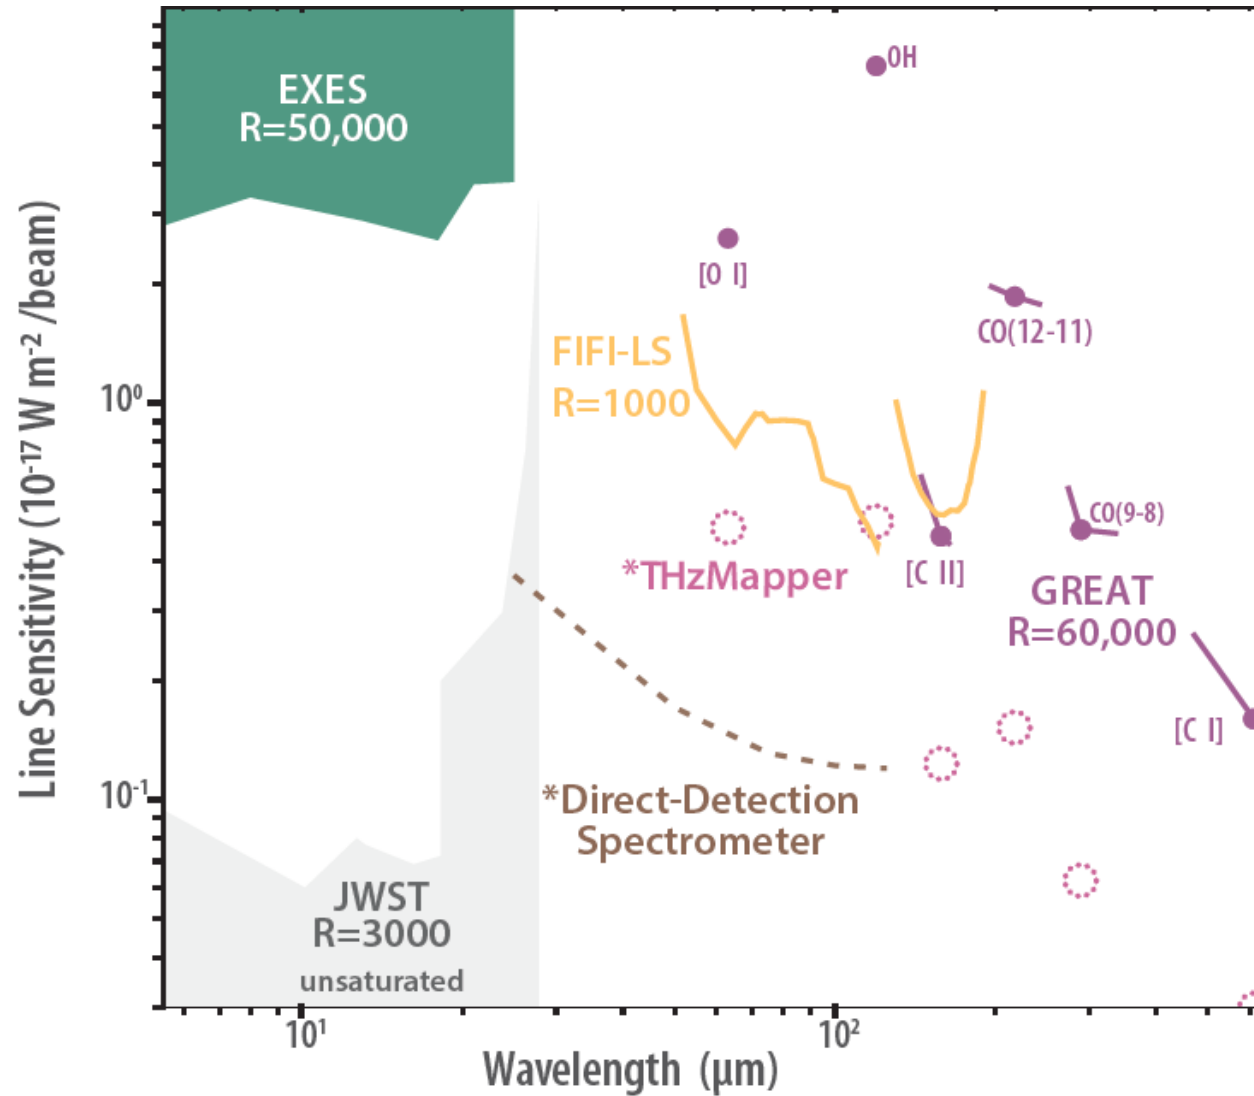 EXES
R=50,000
OH
[O I]
CO(12-11)
FIFI-LS
R=1000
CO(9-8)
*THzMapper
[C II]
GREAT
R=60,000
[C I]
*Direct-Detection
Spectrometer
JWST
R=3000
unsaturated
10⁰
10⁻¹
10¹
10²
Line Sensitivity (10⁻¹⁷ W m⁻² /beam)
Wavelength (μm)